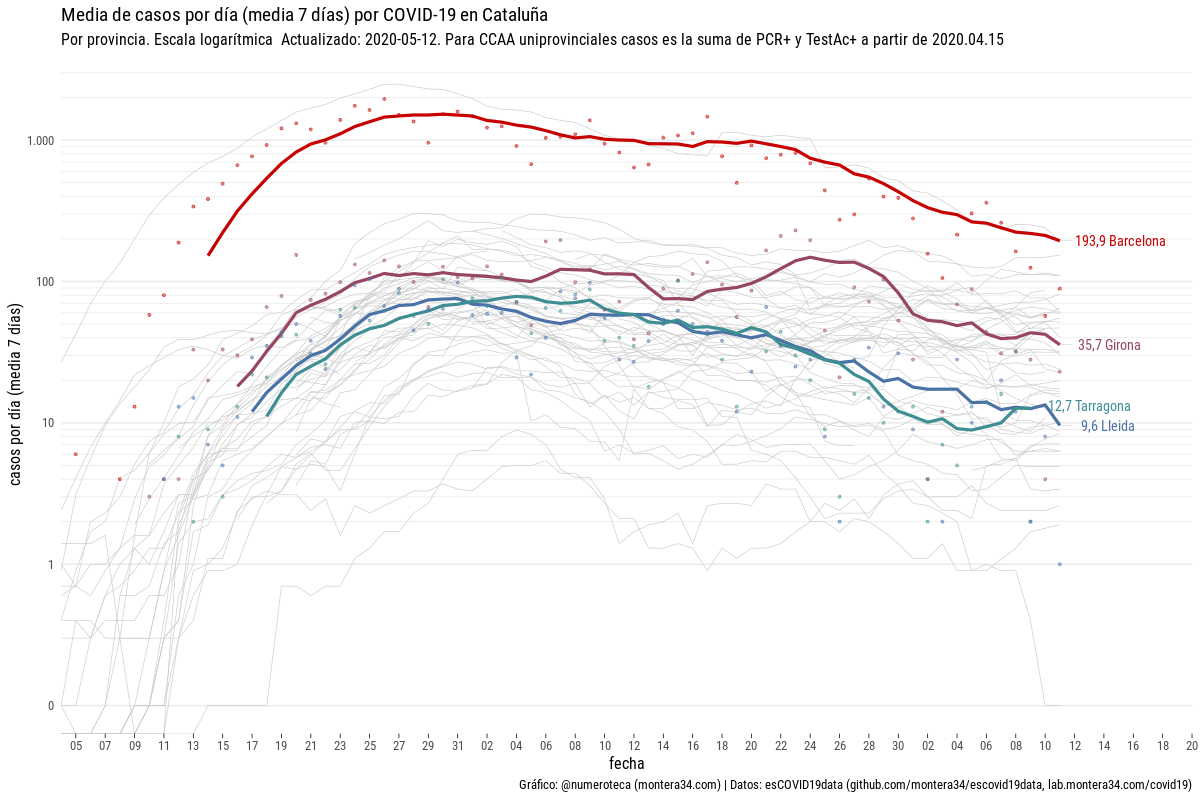 Media de casos por día (media 7 días) por COVID-19 en Cataluña
Por provincia. Escala logarítmica  Actualizado: 2020-05-12. Para CCAA uniprovinciales casos es la suma de PCR+ y TestAc+ a partir de 2020.04.15
casos por día (media 7 días)
1.000
100
10
1
0
193,9 Barcelona
35,7 Girona
12,7 Tarragona
9,6 Lleida
05 07 09 11 13 15 17 19 21 23 25 27 29 31 02 04 06 08 10 12 14 16 18 20 22 24 26 28 30 02 04 06 08 10 12 14 16 18 20
fecha
Gráfico: @numeroteca (montera34.com) | Datos: esCOVID19data (github.com/montera34/escovid19data, lab.montera34.com/covid19)